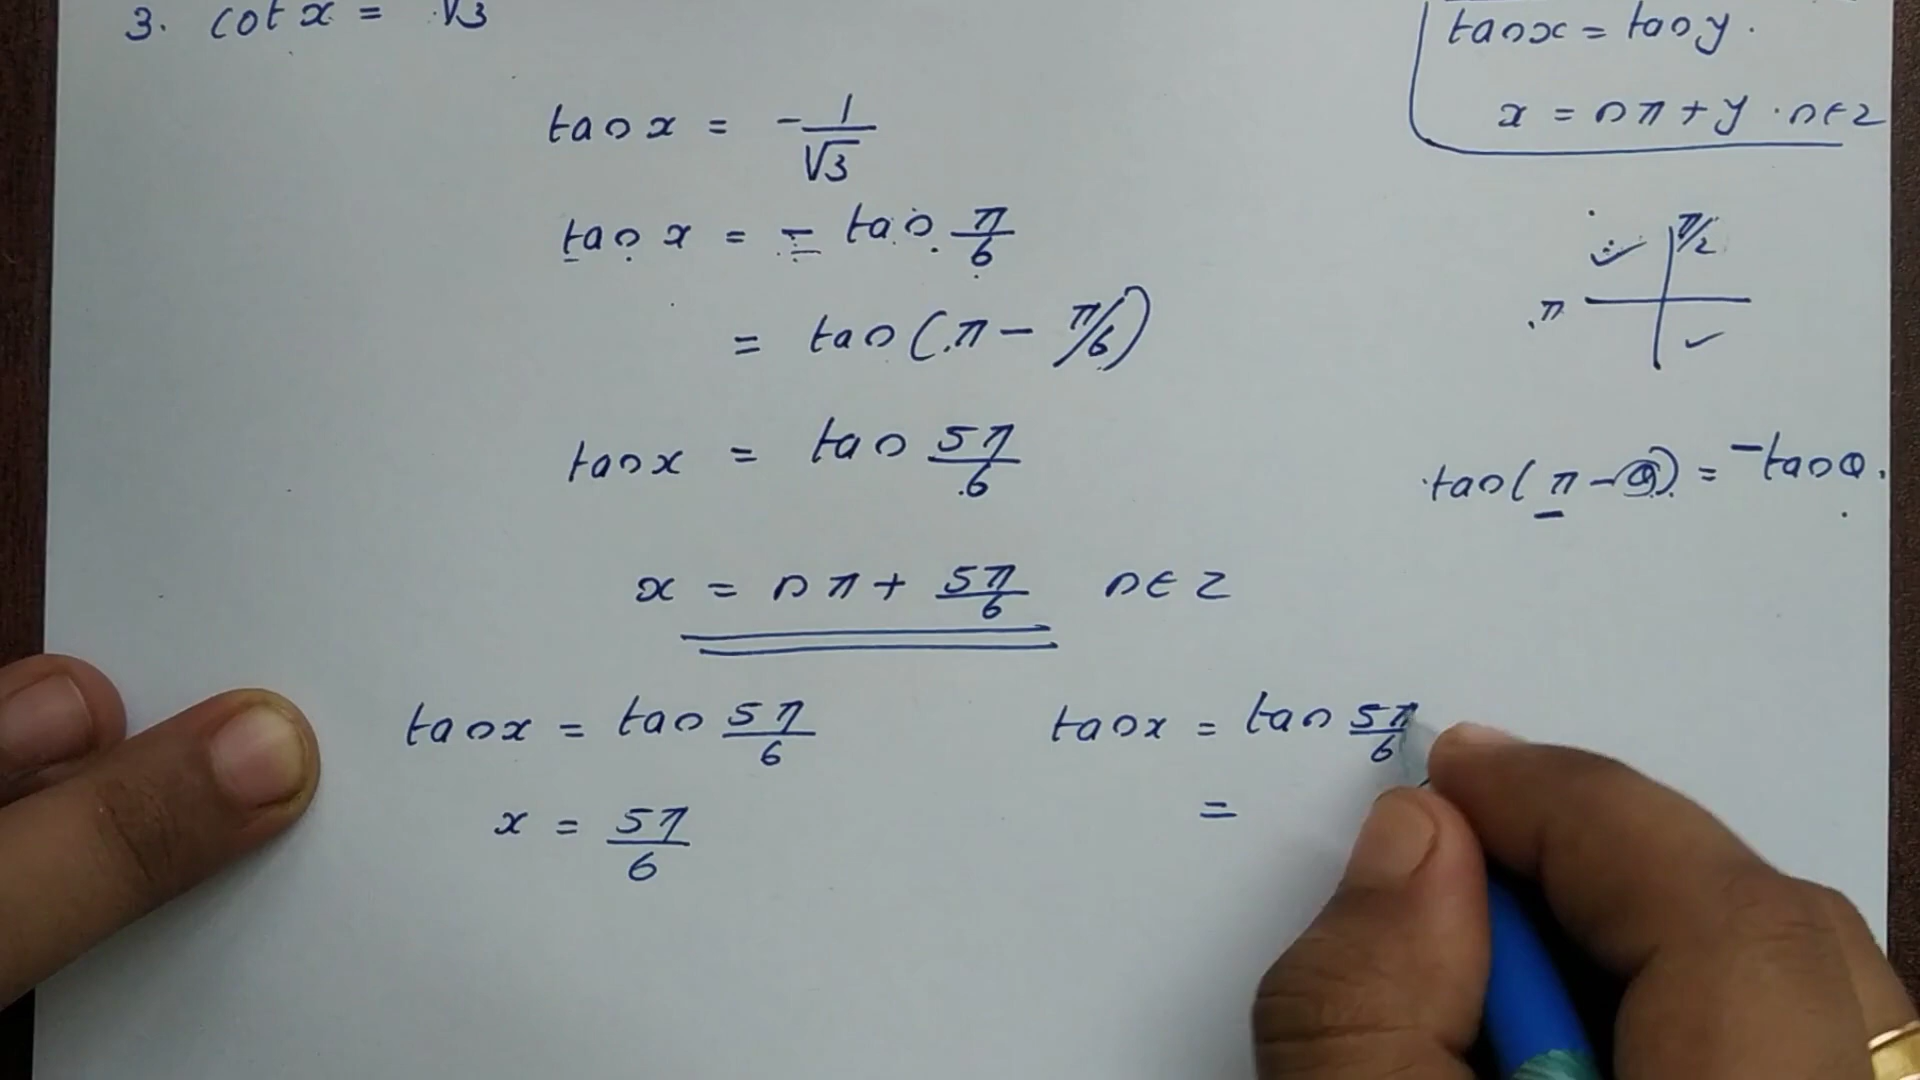 3. cot x = √3
tan x = - 1/√3
tan x = - tan π/6
= tan (π - π/6)
tan x = tan 5π/6
x = nπ + 5π/6 n ∈ Z
tan x = tan 5π/6
x = 5π/6
tan x = tan 5π/6
=
tan x = tan y.
x = nπ + y . n ∈ Z
π/2
π
tan(π - θ) = -tan θ.